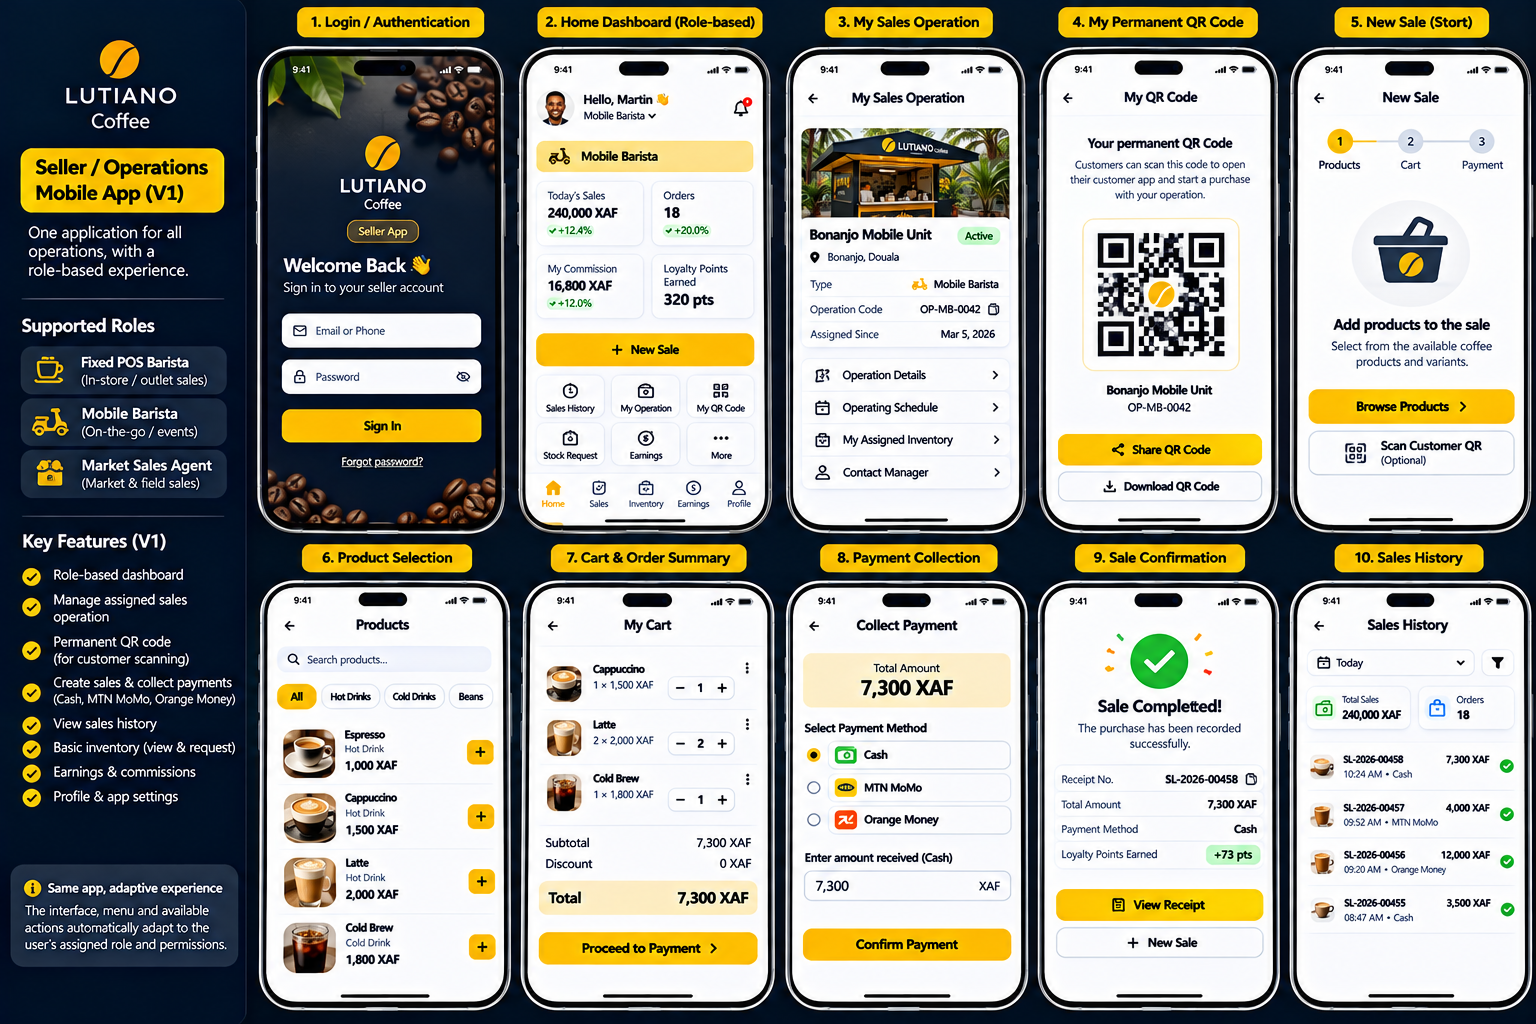 LUTIANO
Coffee
Seller / Operations
Mobile App (V1)
One application for all
operations, with a
role-based experience.
Supported Roles
Fixed POS Barista
(In-store / outlet sales)
Mobile Barista
(On-the-go / events)
Market Sales Agent
(Market & field sales)
Key Features (V1)
Role-based dashboard
Manage assigned sales
operation
Permanent QR code
(for customer scanning)
Create sales & collect payments
(Cash, MTN MoMo, Orange Money)
View sales history
Basic inventory (view & request)
Earnings & commissions
Profile & app settings
Same app, adaptive experience
The interface, menu and available
actions automatically adapt to the
user's assigned role and permissions.
1. Login / Authentication
9:41
LUTIANO
Coffee
Seller App
Welcome Back 👋
Sign in to your seller account
Email or Phone
Password
Sign In
Forgot password?
2. Home Dashboard (Role-based)
9:41
Hello, Martin 👋
Mobile Barista
Mobile Barista
Today's Sales
240,000 XAF
+12.4%
Orders
18
+20.0%
My Commission
16,800 XAF
+12.0%
Loyalty Points
Earned
320 pts
+ New Sale
Sales History
My Operation
My QR Code
Stock Request
Earnings
More
Home
Sales
Inventory
Earnings
Profile
3. My Sales Operation
9:41
My Sales Operation
LUTIANO Coffee
Bonanjo Mobile Unit
Active
Bonanjo, Douala
Type
Mobile Barista
Operation Code
OP-MB-0042
Assigned Since
Mar 5, 2026
Operation Details
Operating Schedule
My Assigned Inventory
Contact Manager
4. My Permanent QR Code
9:41
My QR Code
Your permanent QR Code
Customers can scan this code to open
their customer app and start a purchase
with your operation.
Bonanjo Mobile Unit
OP-MB-0042
Share QR Code
Download QR Code
5. New Sale (Stort)
9:41
New Sale
1
2
3
Products
Cart
Payment
Add products to the sale
Select from the available coffee
products and variants.
Browse Products
Scan Customer QR
(Optional)
6. Product Selection
9:41
Products
Search products...
All
Hot Drinks
Cold Drinks
Beans
Espresso
Hot Drink
1,000 XAF
+
Cappuccino
Hot Drink
1,500 XAF
+
Latte
Hot Drink
2,000 XAF
+
Cold Brew
Cold Drink
1,800 XAF
+
7. Cart & Order Summary
9:41
My Cart
Cappuccino
1 × 1,500 XAF
− 1 +
Latte
2 × 2,000 XAF
− 2 +
Cold Brew
1 × 1,800 XAF
− 1 +
Subtotal
7,300 XAF
Discount
0 XAF
Total
7,300 XAF
Proceed to Payment
8. Payment Collection
9:41
Collect Payment
Total Amount
7,300 XAF
Select Payment Method
Cash
MTN MoMo
Orange Money
Enter amount received (Cash)
7,300
XAF
Confirm Payment
9. Sale Confirmation
9:41
Sale Completted!
The purchase has been recorded
successfully.
Receipt No.
SL-2026-00458
Total Amount
7,300 XAF
Payment Method
Cash
Loyalty Points Earned
+73 pts
View Receipt
+ New Sale
10. Sales History
9:41
Sales History
Today
Total Sales
240,000 XAF
Orders
18
SL-2026-00458
7,300 XAF
10:24 AM • Cash
SL-2026-00457
4,000 XAF
09:52 AM • MTN MoMo
SL-2026-00456
12,000 XAF
09:20 AM • Orange Money
SL-2026-00455
3,500 XAF
08:47 AM • Cash